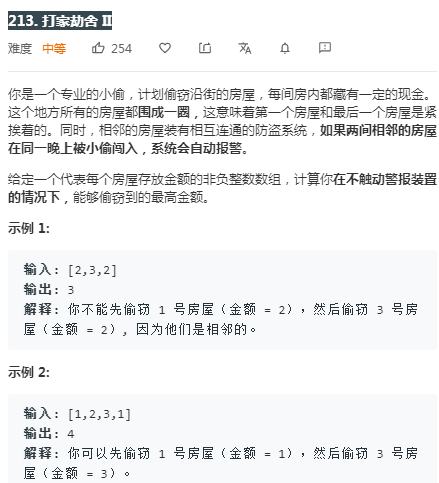 213. 打家劫舍 II
难度 中等 254
你是一个专业的小偷，计划偷窃沿街的房屋，每间房内都藏有一定的现金。
这个地方所有的房屋都围成一圈，这意味着第一个房屋和最后一个房屋是紧
挨着的。同时，相邻的房屋装有相互连通的防盗系统，如果两间相邻的房屋
在同一晚上被小偷闯入，系统会自动报警。
给定一个代表每个房屋存放金额的非负整数数组，计算你在不触动警报装置
的情况下，能够偷窃到的最高金额。
示例 1:
输入: [2,3,2]
输出: 3
解释: 你不能先偷窃 1 号房屋（金额 = 2），然后偷窃 3 号房
屋（金额 = 2）, 因为他们是相邻的。
示例 2:
输入: [1,2,3,1]
输出: 4
解释: 你可以先偷窃 1 号房屋（金额 = 1），然后偷窃 3 号房
屋（金额 = 3）。